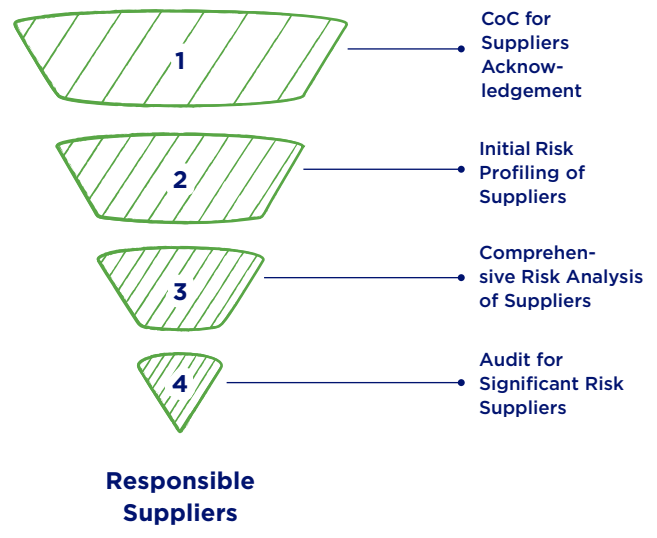 1
CoC for
Suppliers
Acknow-
ledgement
2
Initial Risk
Profiling of
Suppliers
3
Comprehen-
sive Risk Analysis
of Suppliers
4
Audit for
Significant Risk
Suppliers
Responsible
Suppliers